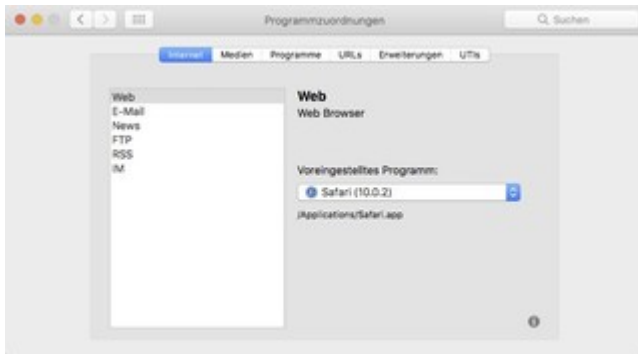 Programmzuordnungen
Suchen
Internet Medien Programme URLs Erweiterungen UTIs
Web
E-Mail
News
FTP
RSS
IM
Web
Web Browser
Voreingestelltes Programm:
Safari (10.0.2)
/Applications/Safari.app